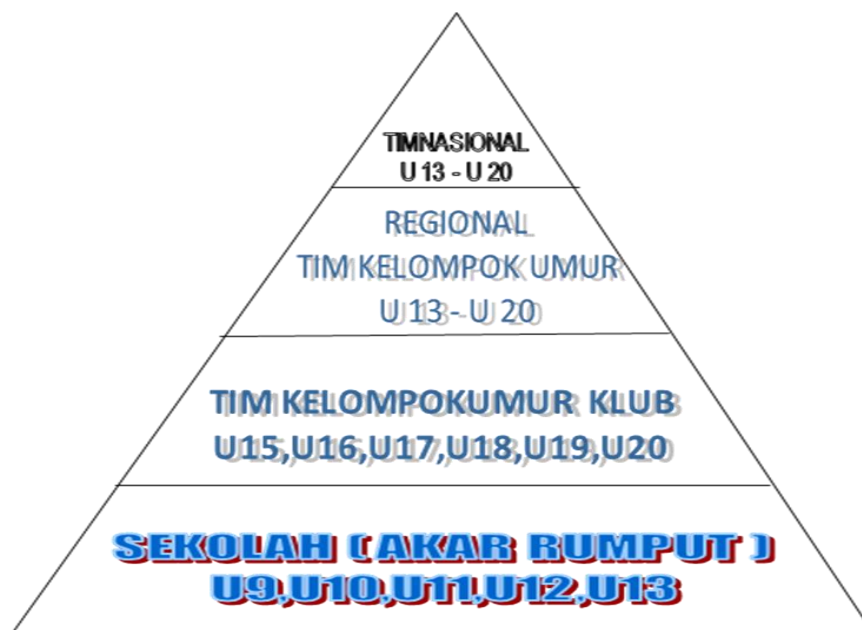 TIMNASIONAL
U 13 - U 20
REGIONAL
TIM KELOMPOK UMUR
U 13 - U 20
TIM KELOMPOKUMUR KLUB
U15,U16,U17,U18,U19,U20
SEKOLAH ( AKAR RUMPUT )
U9,U10,U11,U12,U13